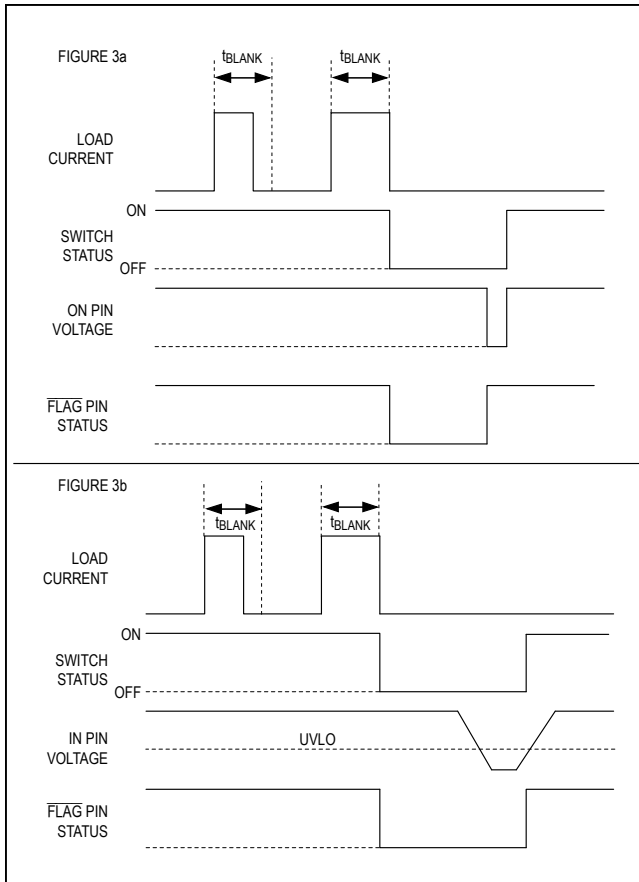 FIGURE 3a
tBLANK tBLANK
LOAD
CURRENT
ON
SWITCH
STATUS
OFF
ON PIN
VOLTAGE
FLAG PIN
STATUS
FIGURE 3b
tBLANK tBLANK
LOAD
CURRENT
ON
SWITCH
STATUS
OFF
IN PIN
VOLTAGE
UVLO
FLAG PIN
STATUS